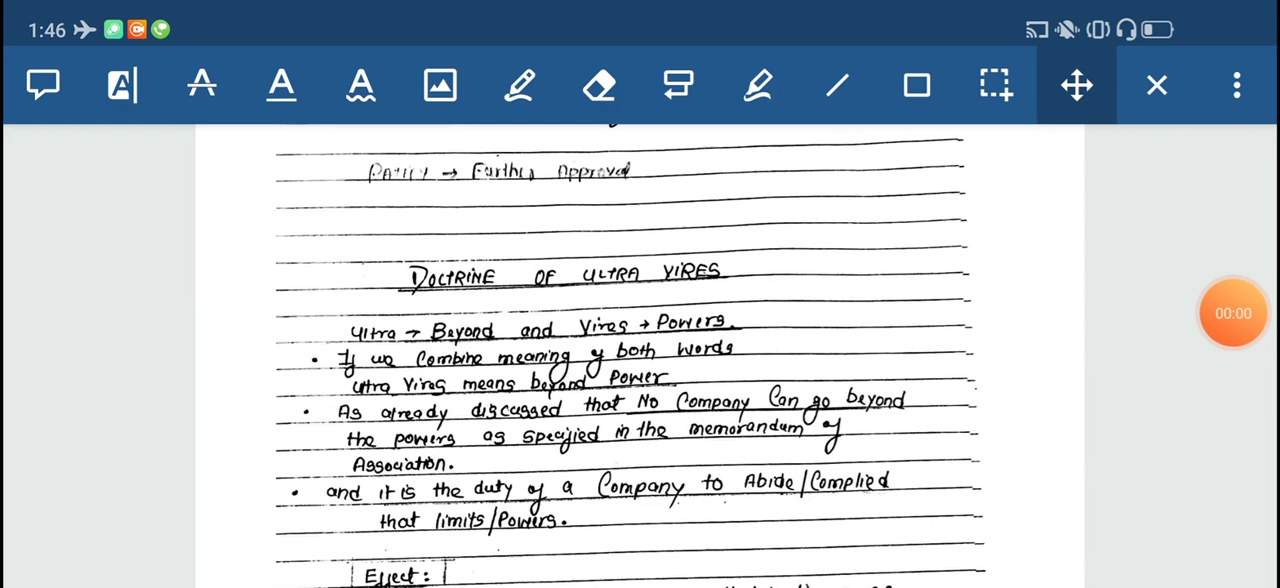 1:46
A
A
A
A
→ Further Approval
DOCTRINE OF ULTRA VIRES
Ultra → Beyond and Vires → Powers.
• If we Combine meaning of both Words
Ultra Vires means beyond Power
• As already discussed that No Company Can go beyond
the powers as specified in the memorandum of
Association.
• and it is the duty of a Company to Abide/Complied
that limits/Powers.
Effect:
00:00